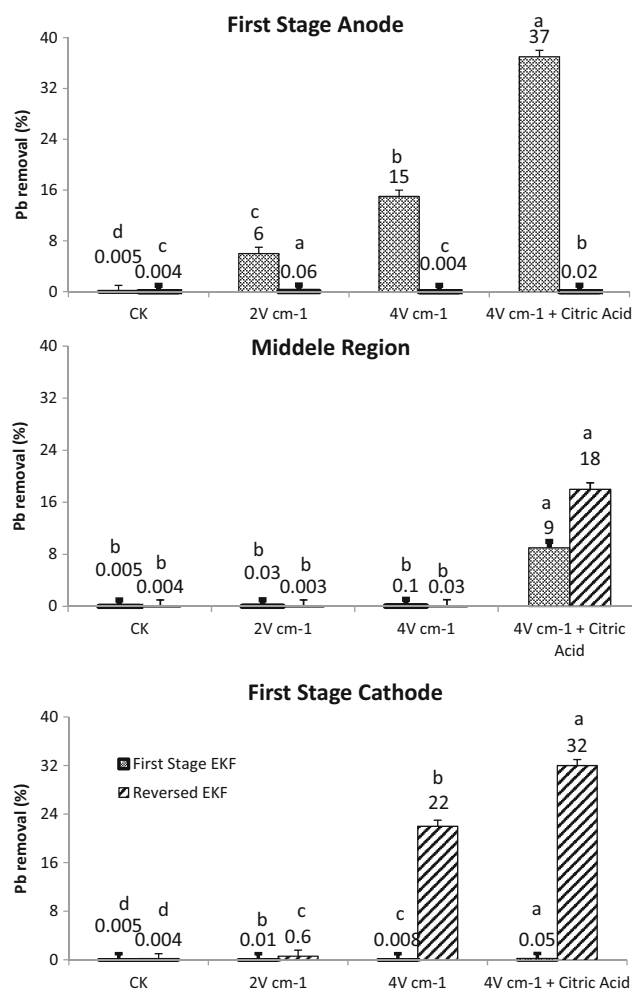 First Stage Anode
Pb removal (%)
40
32
24
16
8
0
d
0.005
c
0.004
c
6
a
0.06
b
15
c
0.004
a
37
b
0.02
CK
2V cm-1
4V cm-1
4V cm-1 + Citric Acid
Middele Region
Pb removal (%)
40
32
24
16
8
0
b
0.005
b
0.004
b
0.03
b
0.003
b
0.1
b
0.03
a
9
a
18
CK
2V cm-1
4V cm-1
4V cm-1 + Citric
Acid
First Stage Cathode
Pb removal (%)
40
32
24
16
8
0
First Stage EKF
Reversed EKF
d
0.005
d
0.004
b
0.01
c
0.6
c
0.008
b
22
a
0.05
a
32
CK
2V cm-1
4V cm-1
4V cm-1 + Citric Acid